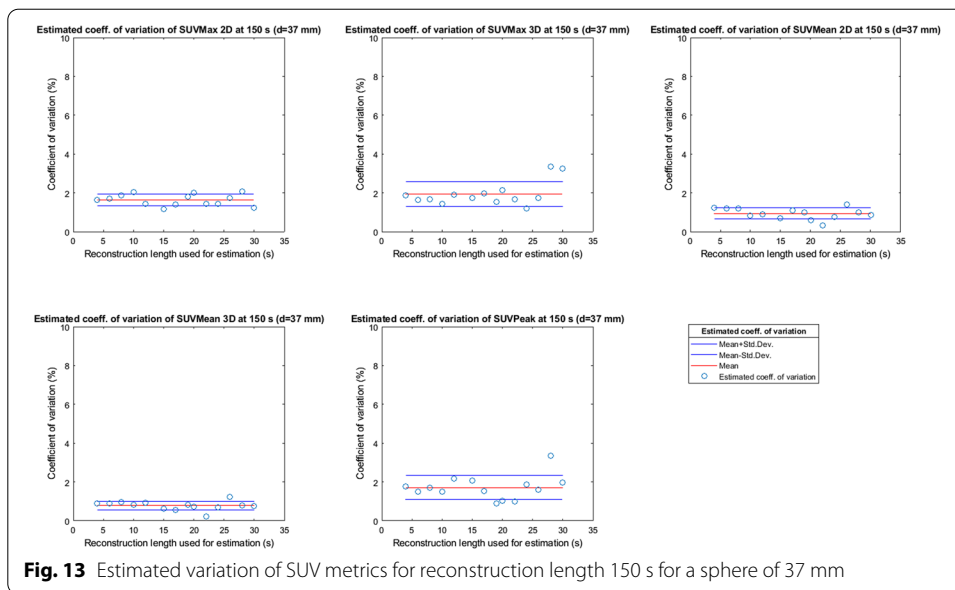 Estimated coeff. of variation of SUVMax 2D at 150 s (d=37 mm)
10
8
6
4
2
0
Coefficient of variation (%)
0 5 10 15 20 25 30 35
Reconstruction length used for estimation (s)
Estimated coeff. of variation of SUVMax 3D at 150 s (d=37 mm)
10
8
6
4
2
0
Coefficient of variation (%)
0 5 10 15 20 25 30 35
Reconstruction length used for estimation (s)
Estimated coeff. of variation of SUVMean 2D at 150 s (d=37 mm)
10
8
6
4
2
0
Coefficient of variation (%)
0 5 10 15 20 25 30 35
Reconstruction length used for estimation (s)
Estimated coeff. of variation of SUVMean 3D at 150 s (d=37 mm)
10
8
6
4
2
0
Coefficient of variation (%)
0 5 10 15 20 25 30 35
Reconstruction length used for estimation (s)
Estimated coeff. of variation of SUVPeak at 150 s (d=37 mm)
10
8
6
4
2
0
Coefficient of variation (%)
0 5 10 15 20 25 30 35
Reconstruction length used for estimation (s)
Estimated coeff. of variation
Mean+Std.Dev.
Mean-Std.Dev.
Mean
Estimated coeff. of variation
Fig. 13 Estimated variation of SUV metrics for reconstruction length 150 s for a sphere of 37 mm